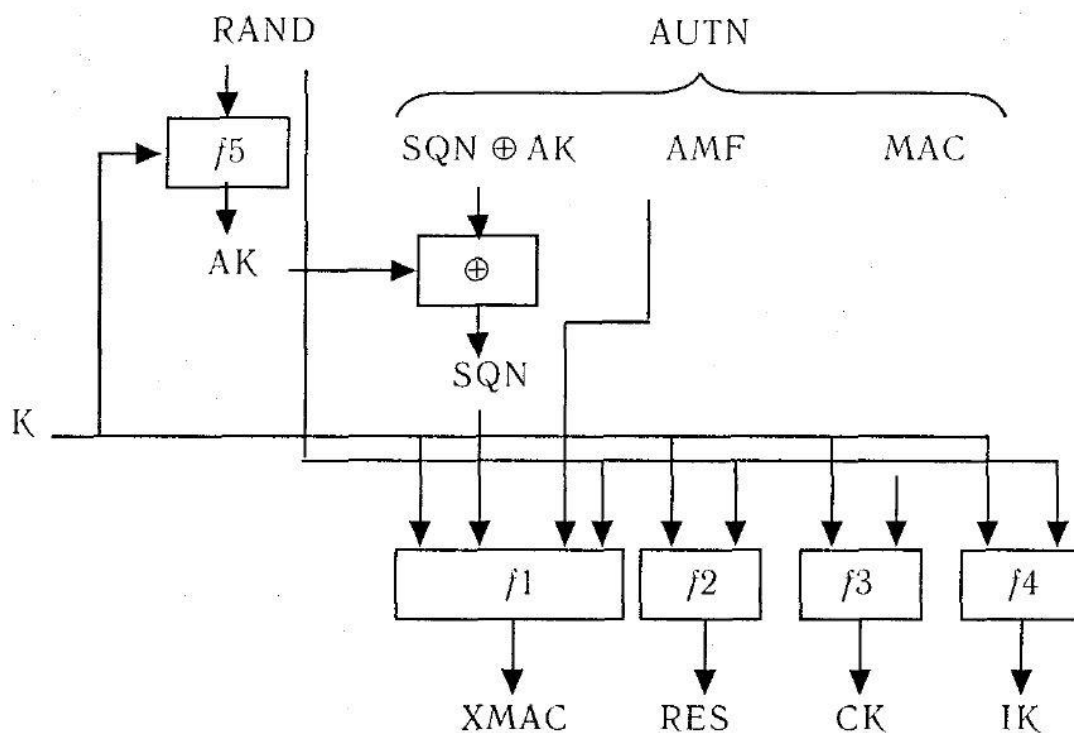 RAND AUTN
f5 SQN ⊕ AK AMF MAC
AK ⊕
SQN
K
f1 f2 f3 f4
XMAC RES CK IK